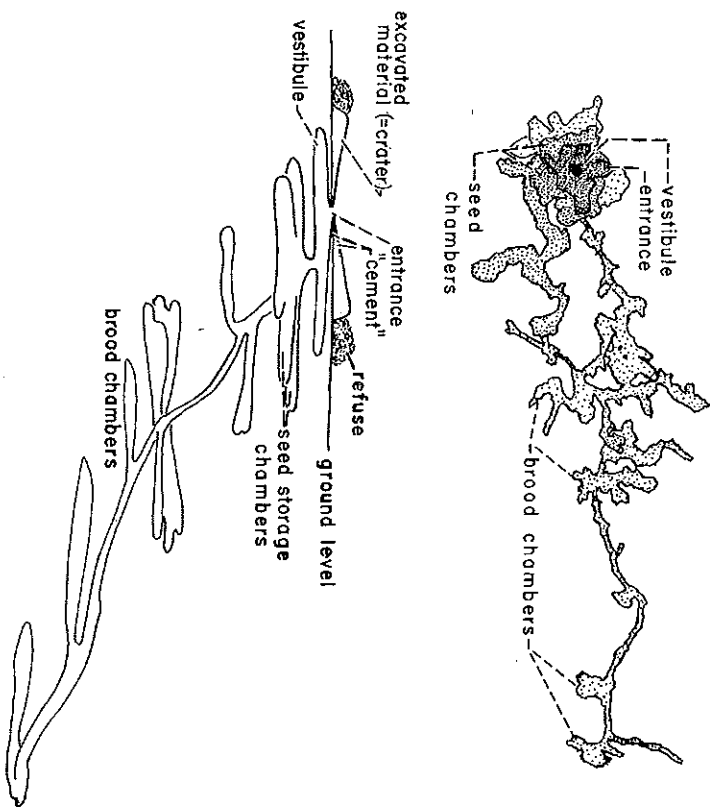 vestibule
entrance
brood chambers
seed
chambers
excavated
material (=crater)
entrance
"cement"
refuse
ground level
vestibule
seed storage
chambers
brood chambers